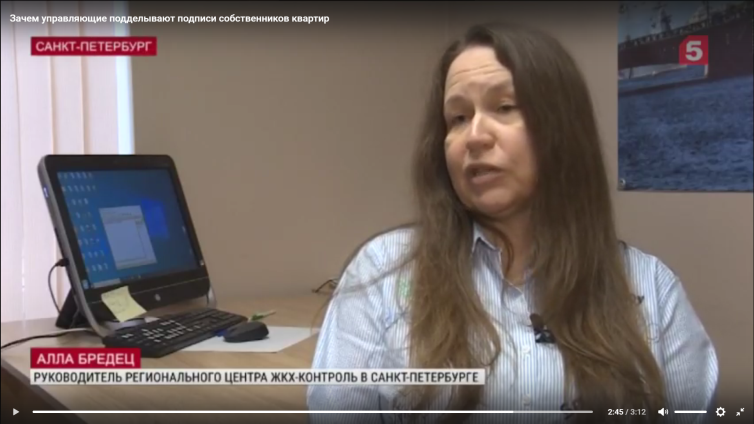 Зачем управляющие подделывают подписи собственников квартир
САНКТ-ПЕТЕРБУРГ
5
АЛЛА БРЕДЕЦ
РУКОВОДИТЕЛЬ РЕГИОНАЛЬНОГО ЦЕНТРА ЖКХ-КОНТРОЛЬ В САНКТ-ПЕТЕРБУРГЕ
2:45 / 3:12